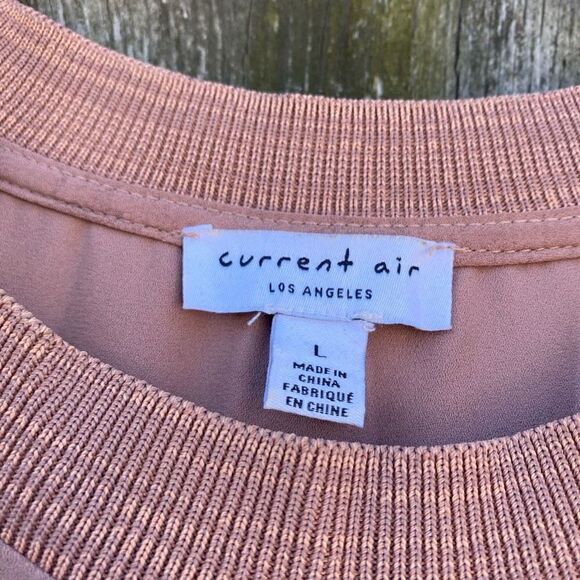 current air
LOS ANGELES
L
MADE IN
CHINA
FABRIQUÉ
EN CHINE